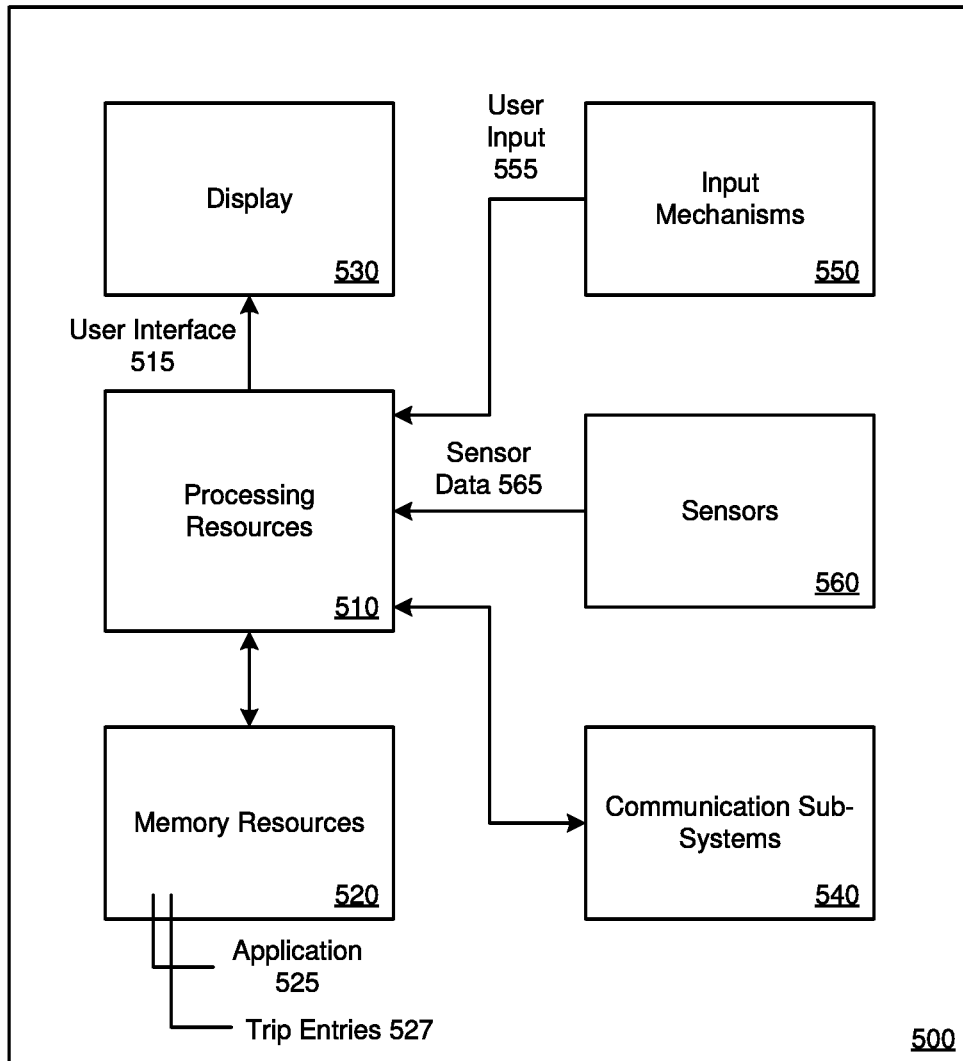 Display
530
User
Input
555
Input
Mechanisms
550
User Interface
515
Processing
Resources
510
Sensor
Data 565
Sensors
560
Memory Resources
520
Communication Sub-
Systems
540
Application
525
Trip Entries 527
500